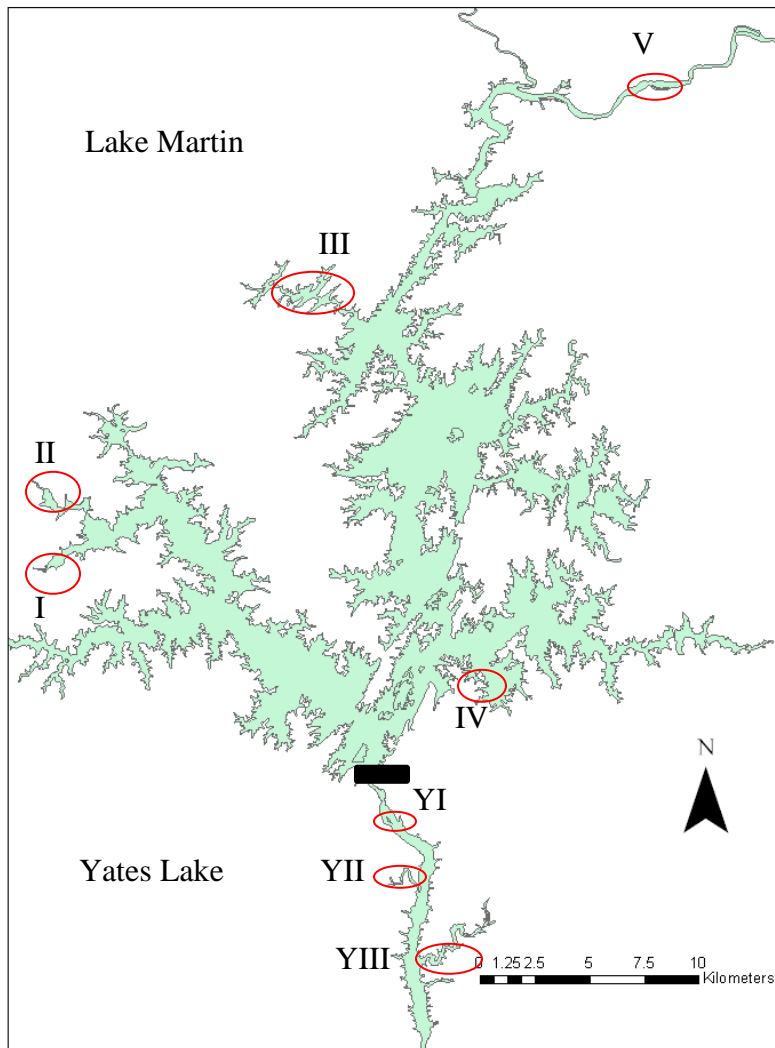 V
Lake Martin
III
II
I
IV
N
YI
YII
Yates Lake
YIII
0 1.25 2.5 5 7.5 10
Kilometers